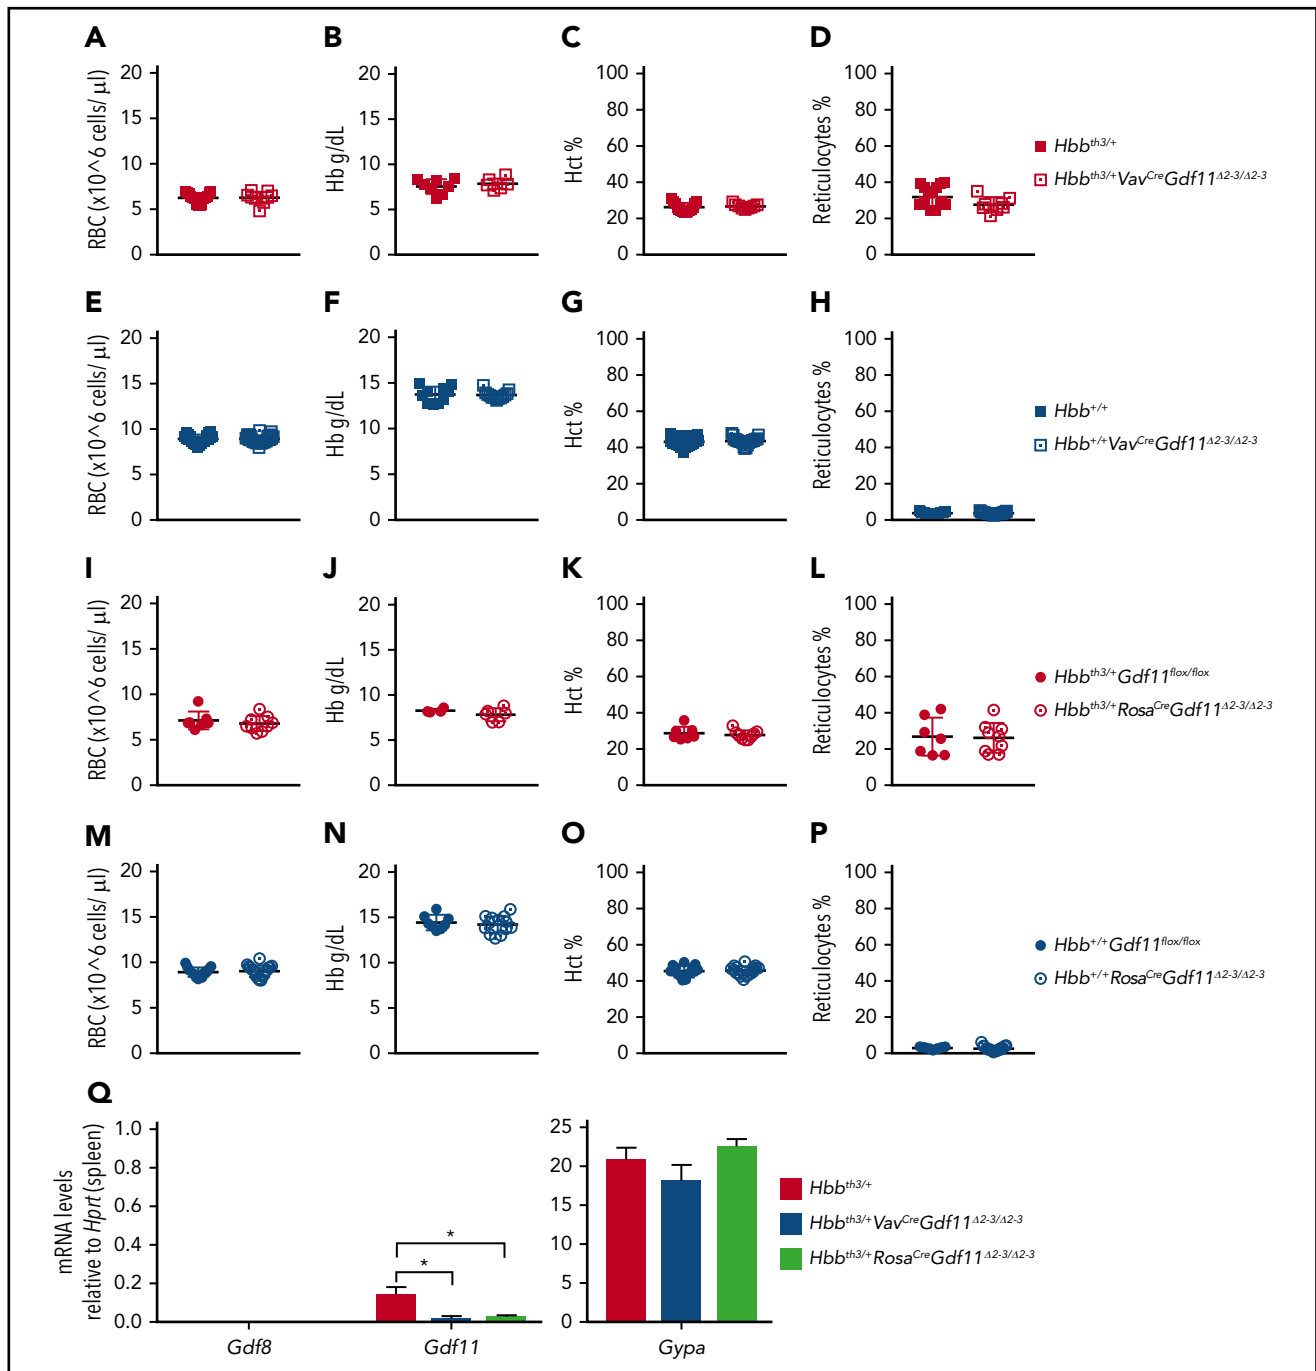 A B C D
RBC (x10^6 cells/ µl)
20
15
10
5
0
Hb g/dL
20
15
10
5
0
Hct %
100
80
60
40
20
0
Reticulocytes %
100
80
60
40
20
0
Hbb^th3/+
Hbb^th3/+Vav^CreGdf11^Δ2-3/Δ2-3
E F G H
RBC (x10^6 cells/ µl)
20
15
10
5
0
Hb g/dL
20
15
10
5
0
Hct %
100
80
60
40
20
0
Reticulocytes %
100
80
60
40
20
0
Hbb^+/+
Hbb^+/+Vav^CreGdf11^Δ2-3/Δ2-3
I J K L
RBC (x10^6 cells/ µl)
20
15
10
5
0
Hb g/dL
20
15
10
5
0
Hct %
100
80
60
40
20
0
Reticulocytes %
100
80
60
40
20
0
Hbb^th3/+Gdf11^flox/flox
Hbb^th3/+Rosa^CreGdf11^Δ2-3/Δ2-3
M N O P
RBC (x10^6 cells/ µl)
20
15
10
5
0
Hb g/dL
20
15
10
5
0
Hct %
100
80
60
40
20
0
Reticulocytes %
100
80
60
40
20
0
Hbb^+/+Gdf11^flox/flox
Hbb^+/+Rosa^CreGdf11^Δ2-3/Δ2-3
Q
mRNA levels
relative to Hprt (spleen)
1.0
0.8
0.6
0.4
0.2
0.0
*
*
Gdf8 Gdf11
25
20
15
10
5
0
Gypa
Hbb^th3/+
Hbb^th3/+Vav^CreGdf11^Δ2-3/Δ2-3
Hbb^th3/+Rosa^CreGdf11^Δ2-3/Δ2-3